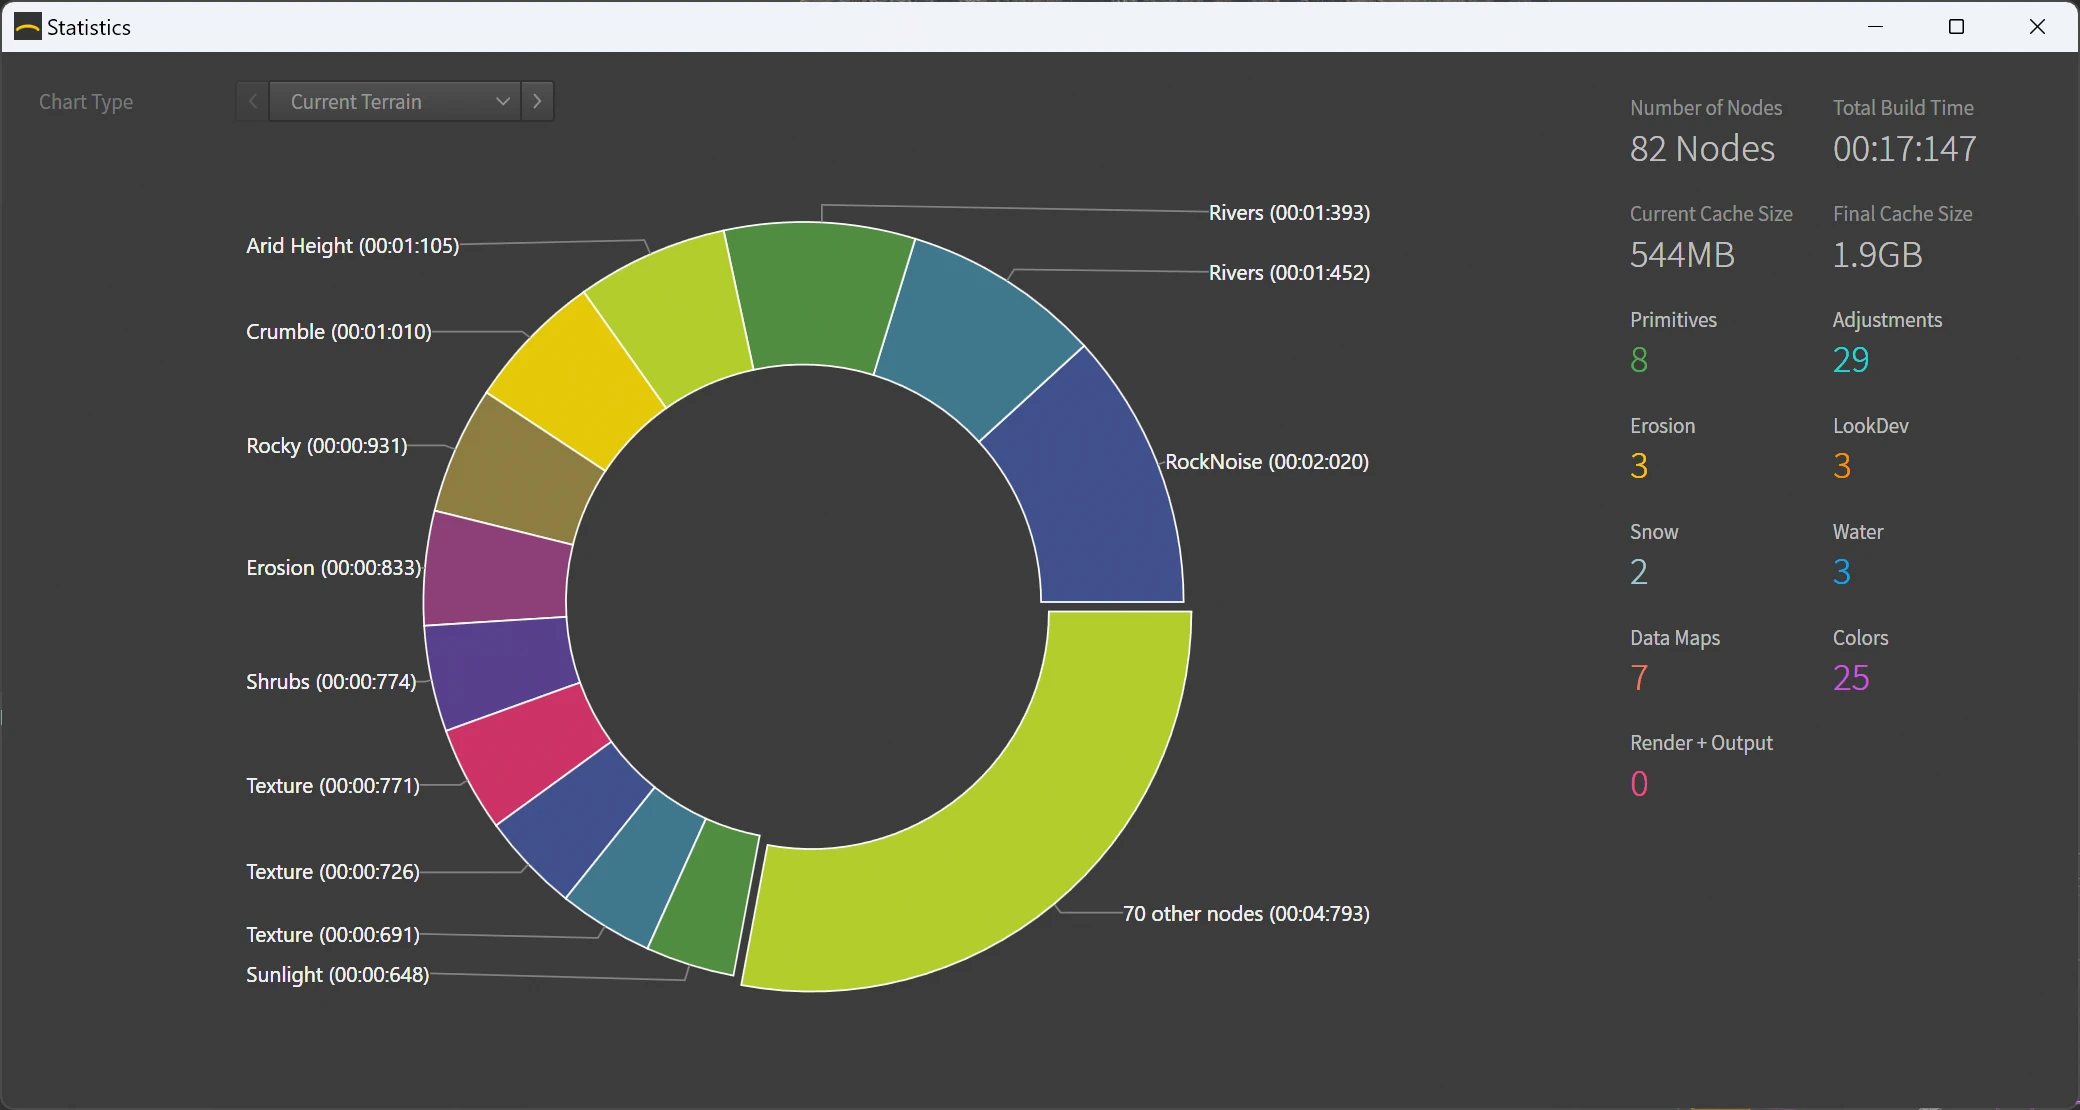 Statistics
Chart Type
Current Terrain
Number of Nodes
82 Nodes
Total Build Time
00:17:147
Current Cache Size
544MB
Final Cache Size
1.9GB
Primitives
8
Adjustments
29
Erosion
3
LookDev
3
Snow
2
Water
3
Data Maps
7
Colors
25
Render + Output
0
Rivers (00:01:393)
Rivers (00:01:452)
RockNoise (00:02:020)
70 other nodes (00:04:793)
Arid Height (00:01:105)
Crumble (00:01:010)
Rocky (00:00:931)
Erosion (00:00:833)
Shrubs (00:00:774)
Texture (00:00:771)
Texture (00:00:726)
Texture (00:00:691)
Sunlight (00:00:648)